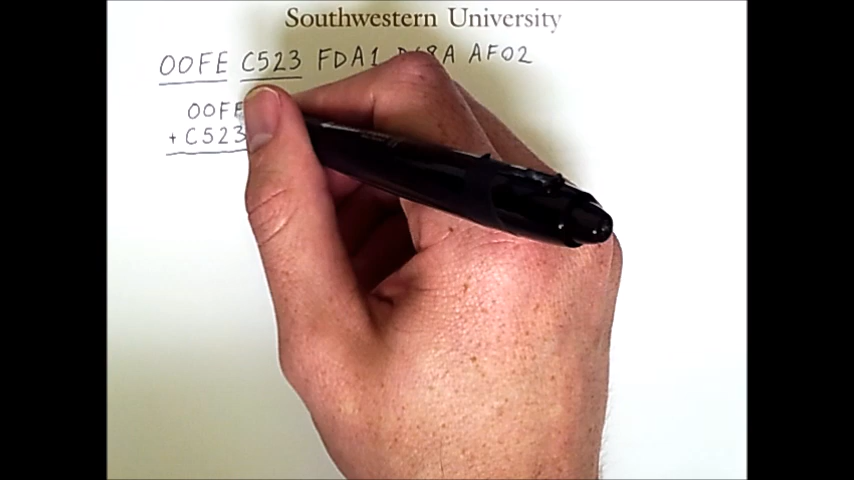 Southwestern University
00FE C523 FDA1 AF02
00FE
+ C523